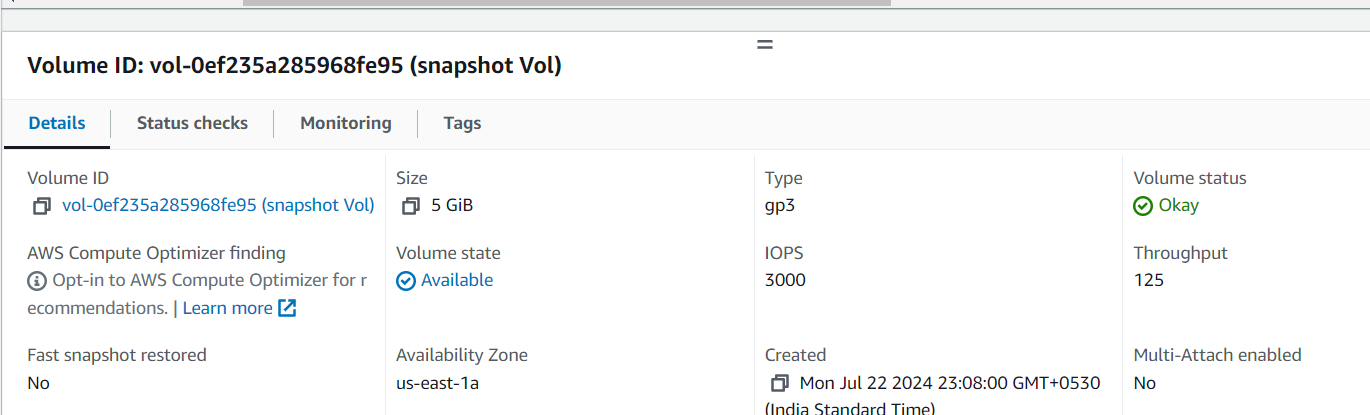 Volume ID: vol-0ef235a285968fe95 (snapshot Vol)
Details
Status checks
Monitoring
Tags
Volume ID
vol-0ef235a285968fe95 (snapshot Vol)
Size
5 GiB
Type
gp3
Volume status
Okay
AWS Compute Optimizer finding
Opt-in to AWS Compute Optimizer for r
ecommendations. | Learn more
Volume state
Available
IOPS
3000
Throughput
125
Fast snapshot restored
No
Availability Zone
us-east-1a
Created
Mon Jul 22 2024 23:08:00 GMT+0530
(India Standard Time)
Multi-Attach enabled
No